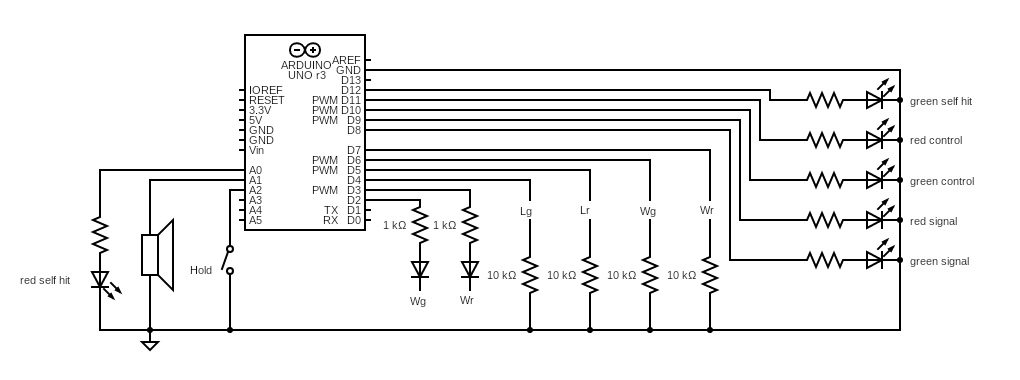 ARDUINO
UNO r3
AREF
GND
D13
IOREF D12
RESET PWM D11
3.3V PWM D10
5V PWM D9
GND D8
GND
Vin D7
PWM D6
A0 PWM D5
A1 D4
A2 PWM D3
A3 D2
A4 TX D1
A5 RX D0
green self hit
red control
green control
red signal
green signal
Lg Lr Wg Wr
1 kΩ 1 kΩ
10 kΩ 10 kΩ 10 kΩ 10 kΩ
Hold
red self hit
Wg Wr